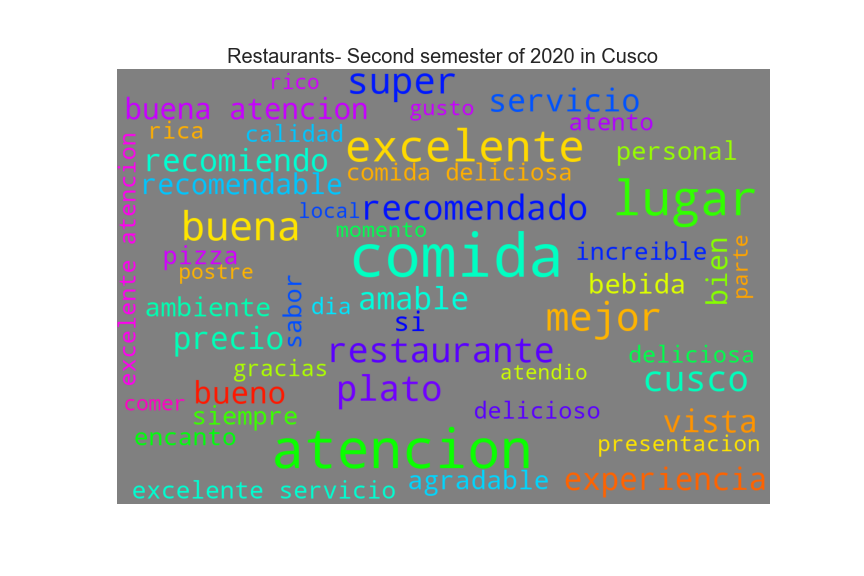 Restaurants- Second semester of 2020 in Cusco
rico
super
buena atencion
gusto
servicio
atento
rica
calidad
excelente
personal
recomiendo
comida deliciosa
recomendable
excelente atencion
local
recomendado
lugar
buena
momento
comida
increible
bien
parte
pizza
postre
bebida
ambiente
sabor
dia
amable
si
mejor
precio
restaurante
deliciosa
gracias
atendio
bueno
plato
cusco
comer
siempre
delicioso
vista
encanto
atencion
presentacion
excelente servicio
agradable
experiencia